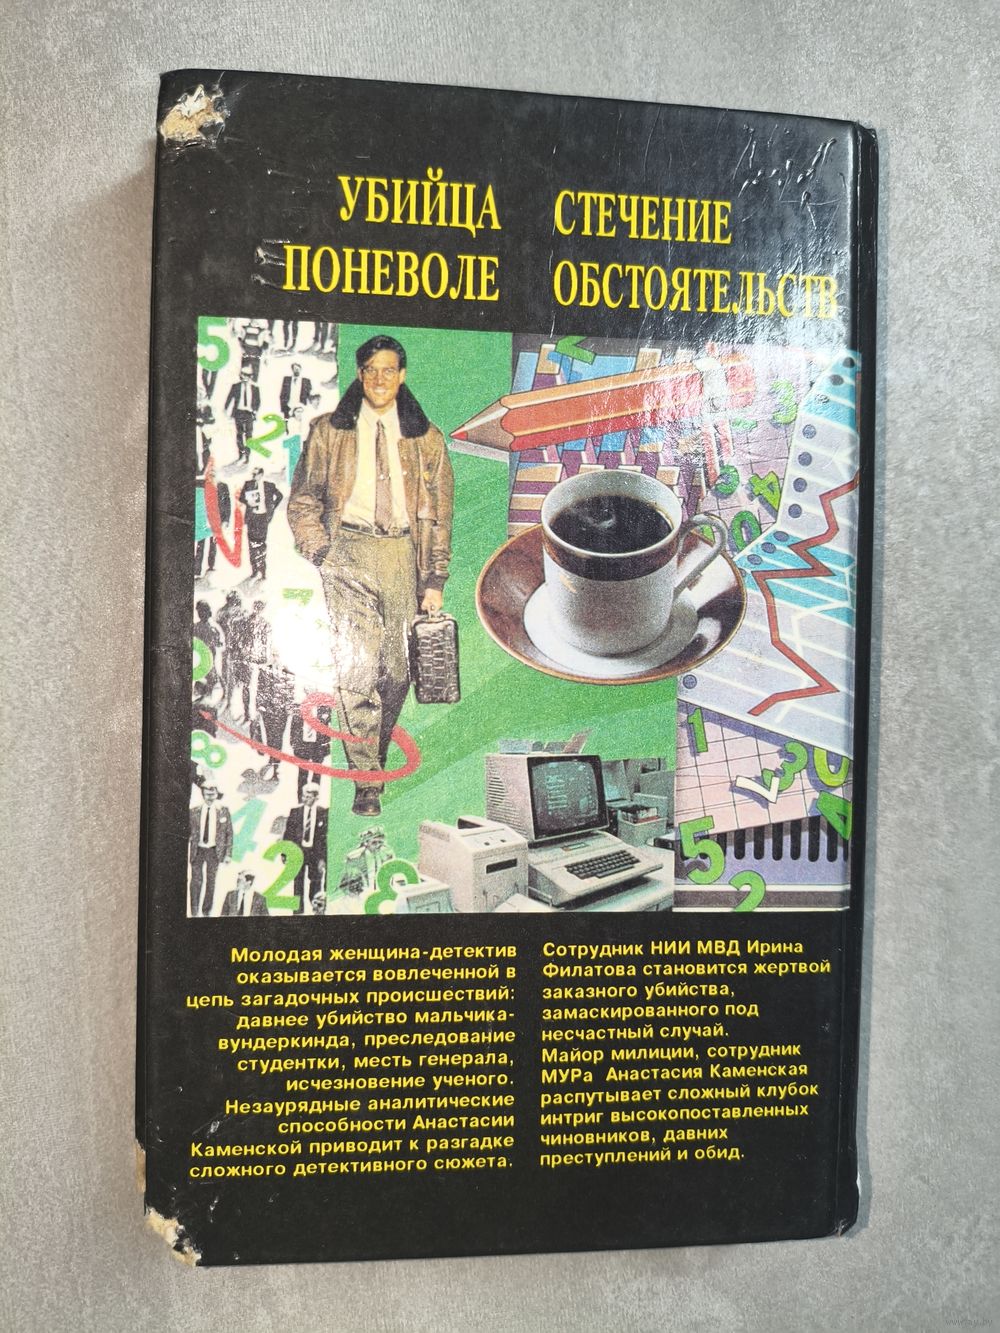 УБИЙЦА
ПОНЕВОЛЕ
СТЕЧЕНИЕ
ОБСТОЯТЕЛЬСТВ
Молодая женщина-детектив
оказывается вовлеченной в
цепь загадочных происшествий:
давнее убийство мальчика-
вундеркинда, преследование
студентки, месть генерала,
исчезновение ученого.
Незаурядные аналитические
способности Анастасии
Каменской приводит к разгадке
сложного детективного сюжета.
Сотрудник НИИ МВД Ирина
Филатова становится жертвой
заказного убийства,
замаскированного под
несчастный случай.
Майор милиции, сотрудник
МУРа Анастасия Каменская
распутывает сложный клубок
интриг высокопоставленных
чиновников, давних
преступлений и обид.